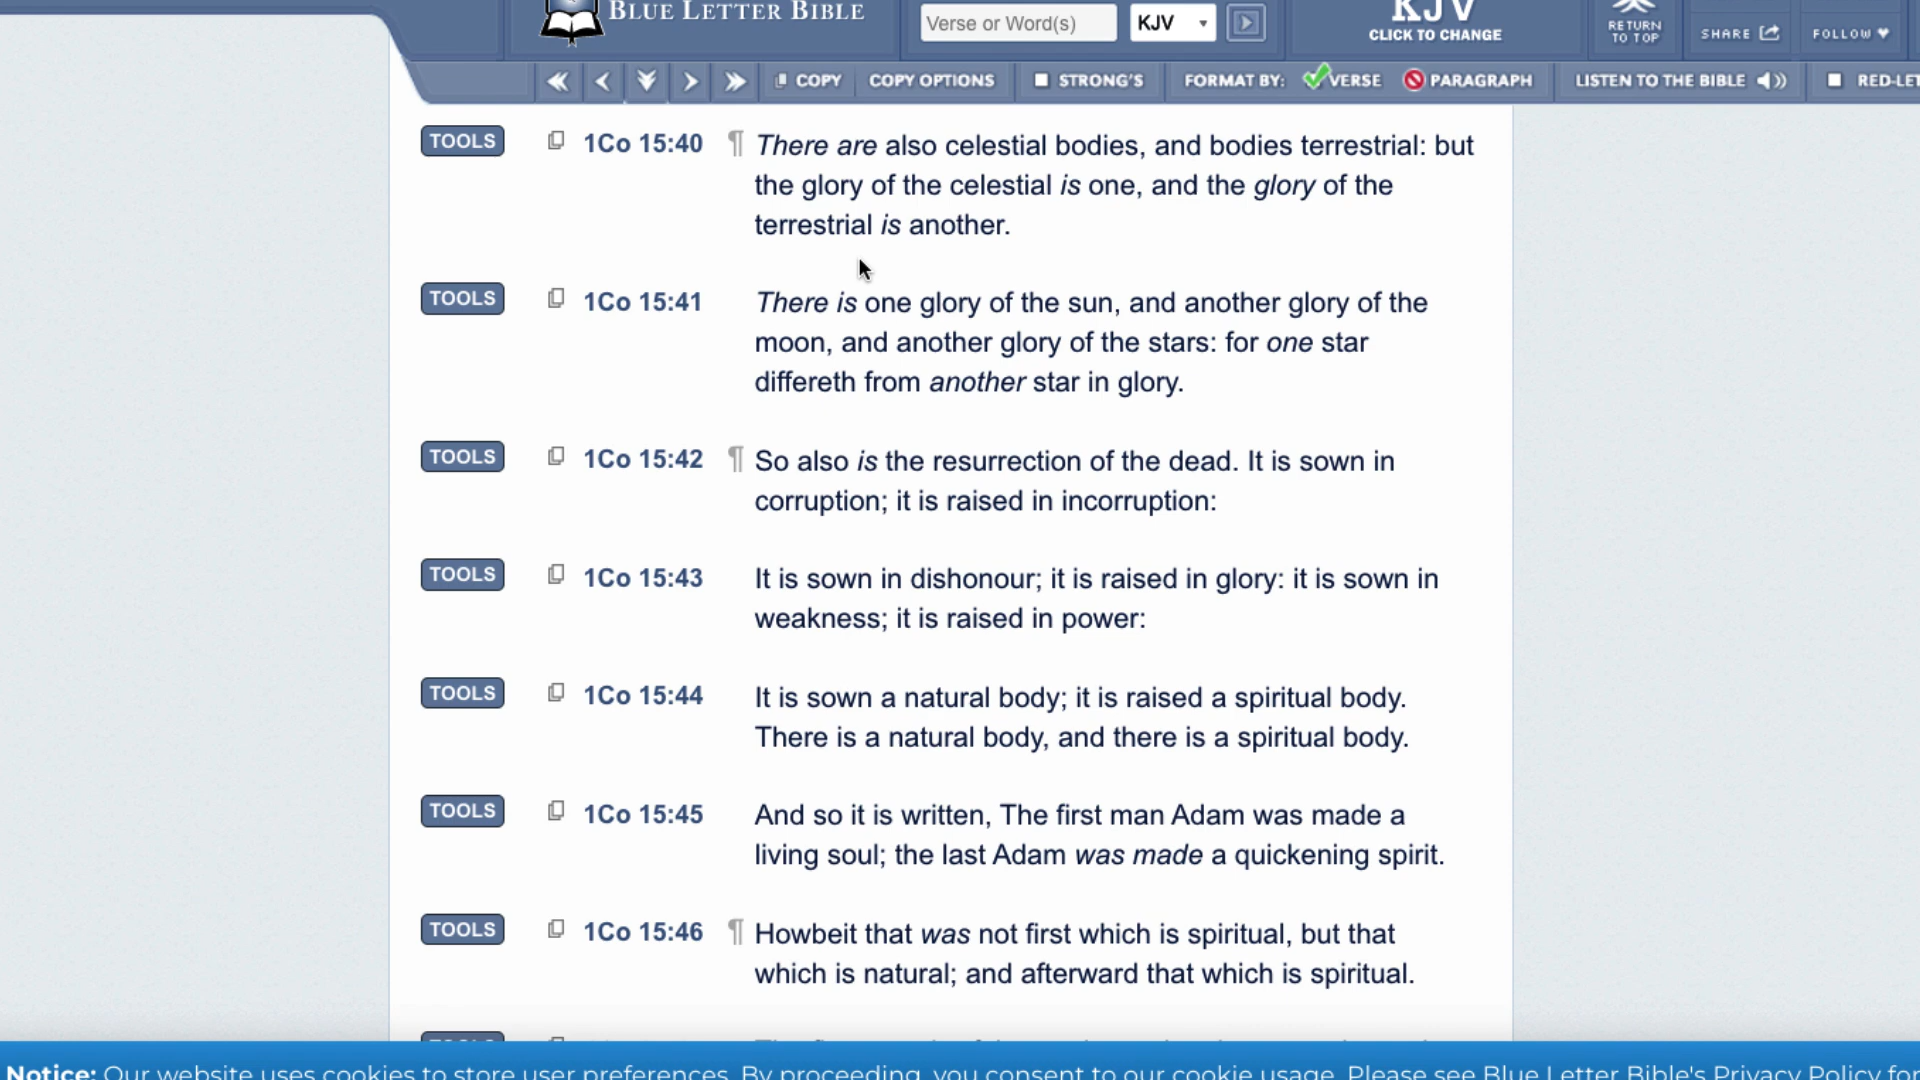 BLUE LETTER BIBLE
Verse or Word(s)
KJV
KJV
CLICK TO CHANGE
RETURN
TO TOP
SHARE
FOLLOW
COPY
COPY OPTIONS
STRONG'S
FORMAT BY:
VERSE
PARAGRAPH
LISTEN TO THE BIBLE
RED-LET
TOOLS
1Co 15:40
¶ There are also celestial bodies, and bodies terrestrial: but
the glory of the celestial is one, and the glory of the
terrestrial is another.
TOOLS
1Co 15:41
There is one glory of the sun, and another glory of the
moon, and another glory of the stars: for one star
differeth from another star in glory.
TOOLS
1Co 15:42
¶ So also is the resurrection of the dead. It is sown in
corruption; it is raised in incorruption:
TOOLS
1Co 15:43
It is sown in dishonour; it is raised in glory: it is sown in
weakness; it is raised in power:
TOOLS
1Co 15:44
It is sown a natural body; it is raised a spiritual body.
There is a natural body, and there is a spiritual body.
TOOLS
1Co 15:45
And so it is written, The first man Adam was made a
living soul; the last Adam was made a quickening spirit.
TOOLS
1Co 15:46
¶ Howbeit that was not first which is spiritual, but that
which is natural; and afterward that which is spiritual.
Notice: Our website uses cookies to store user preferences. By proceeding, you consent to our cookie usage. Please see Blue Letter Bible's Privacy Policy for